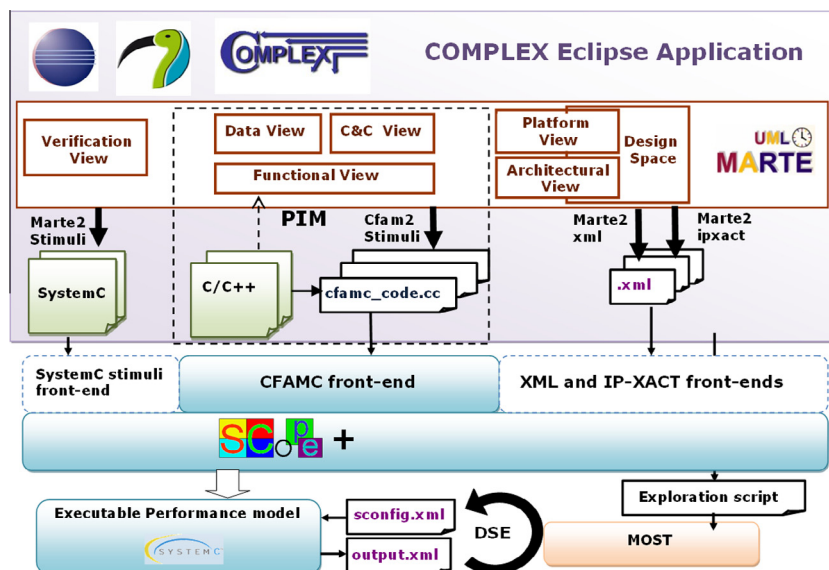 COMPLEX
COMPLEX Eclipse Application
Verification
View
Data View
C&C View
Functional View
Platform
View
Architectural
View
Design
Space
UML
MARTE
Marte2
Stimuli
PIM
Cfam2
Stimuli
Marte2
xml
Marte2
ipxact
SystemC
C/C++
cfamc_code.cc
.xml
SystemC stimuli
front-end
CFAMC front-end
XML and IP-XACT front-ends
SCope +
Executable Performance model
SYSTEMC
sconfig.xml
output.xml
DSE
Exploration script
MOST